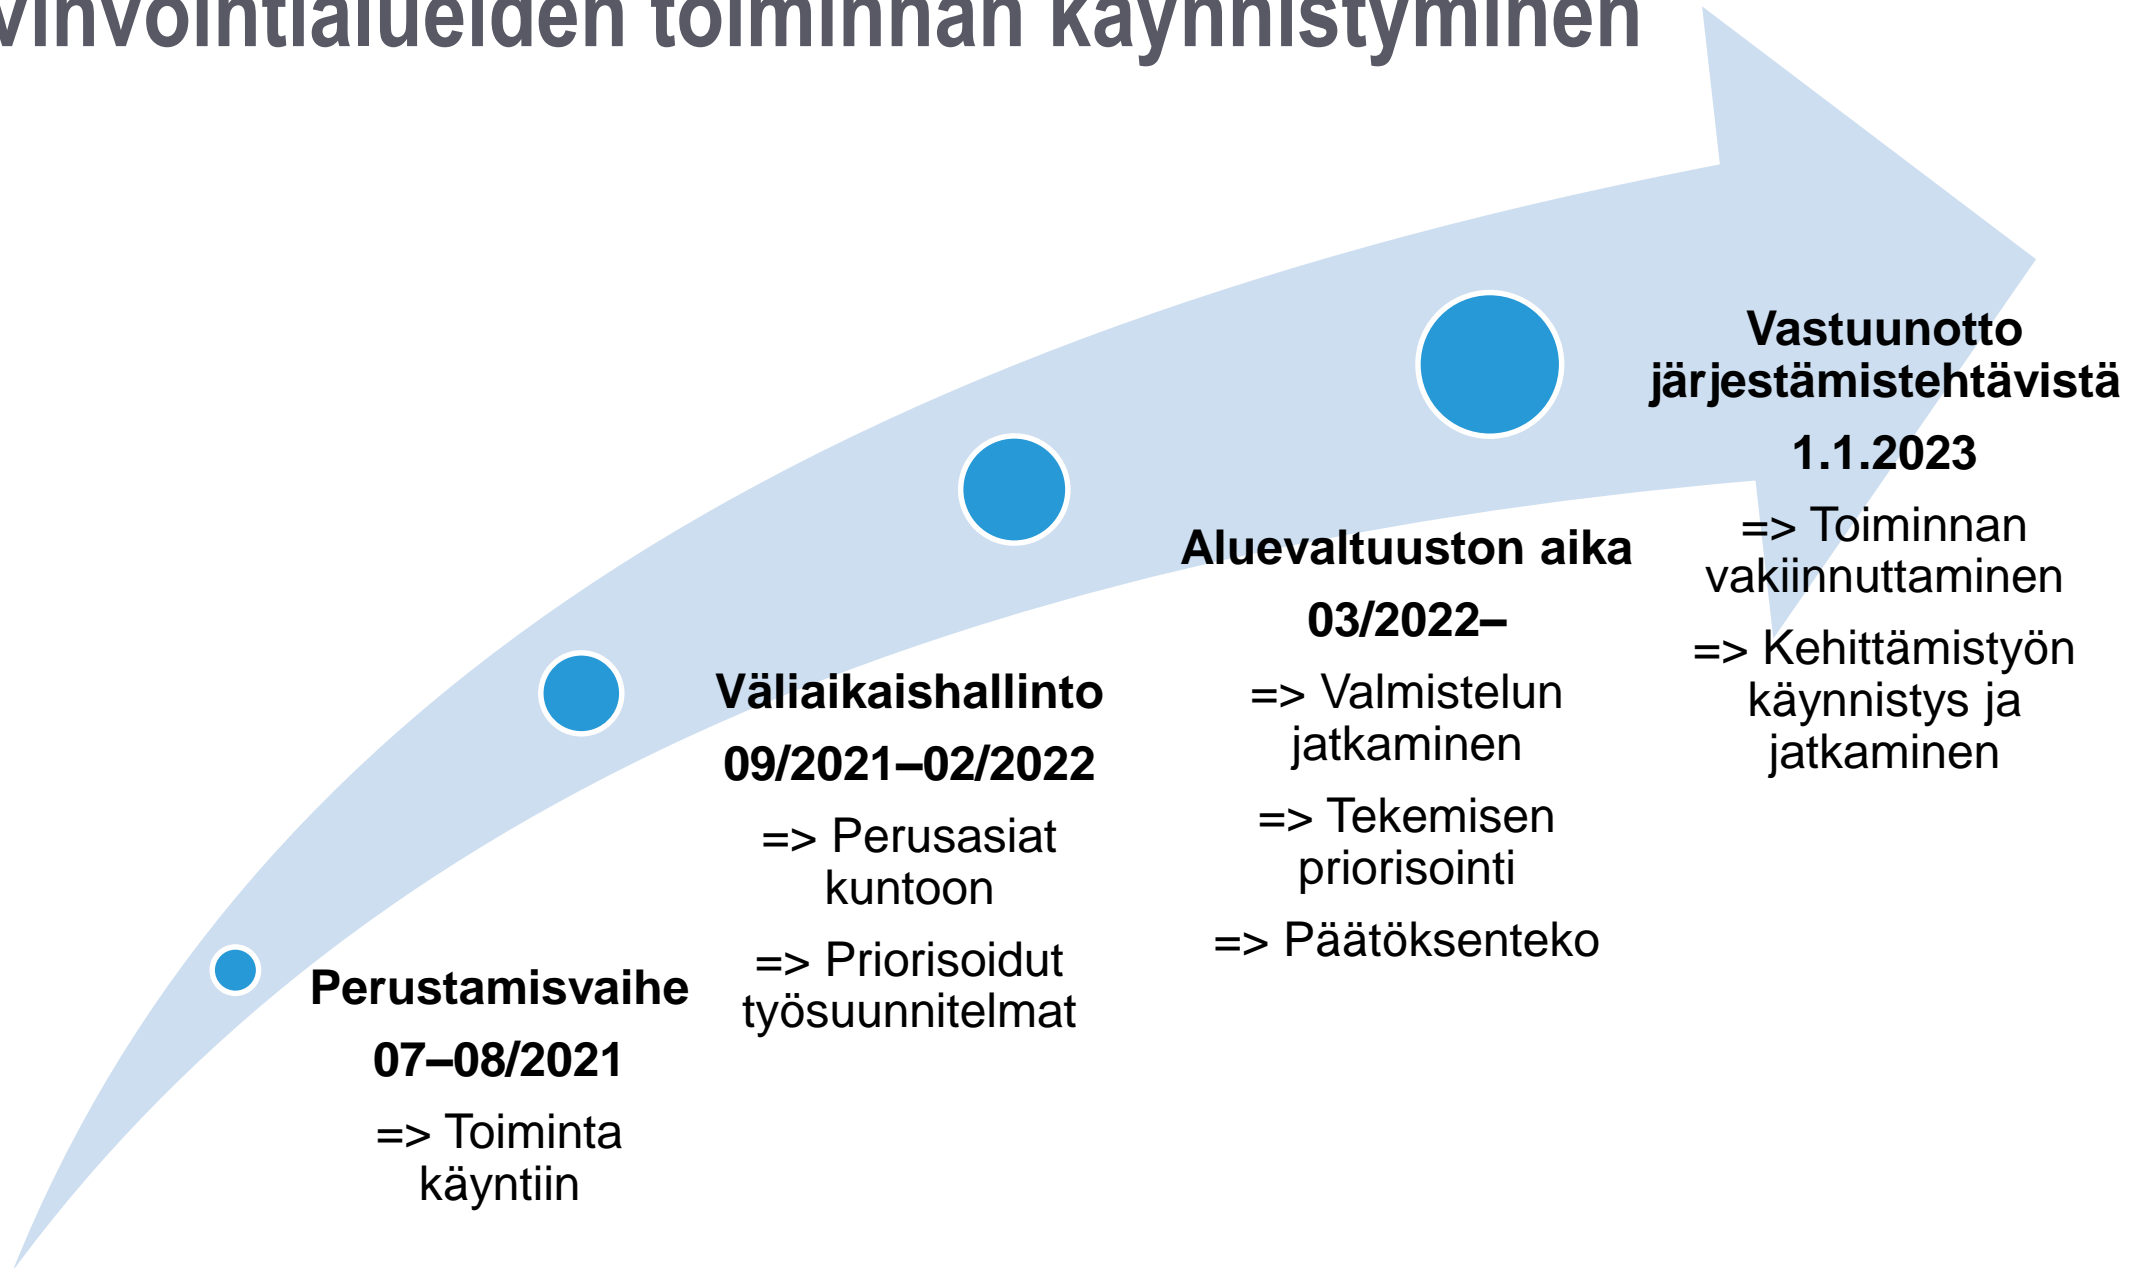 vinvointialueiden toiminnan käynnistyminen
Perustamisvaihe
07–08/2021
=> Toiminta
käyntiin
Väliaikaishallinto
09/2021–02/2022
=> Perusasiat
kuntoon
=> Priorisoidut
työsuunnitelmat
Aluevaltuuston aika
03/2022–
=> Valmistelun
jatkaminen
=> Tekemisen
priorisointi
=> Päätöksenteko
Vastuunotto
järjestämistehtävistä
1.1.2023
=> Toiminnan
vakiinnuttaminen
=> Kehittämistyön
käynnistys ja
jatkaminen